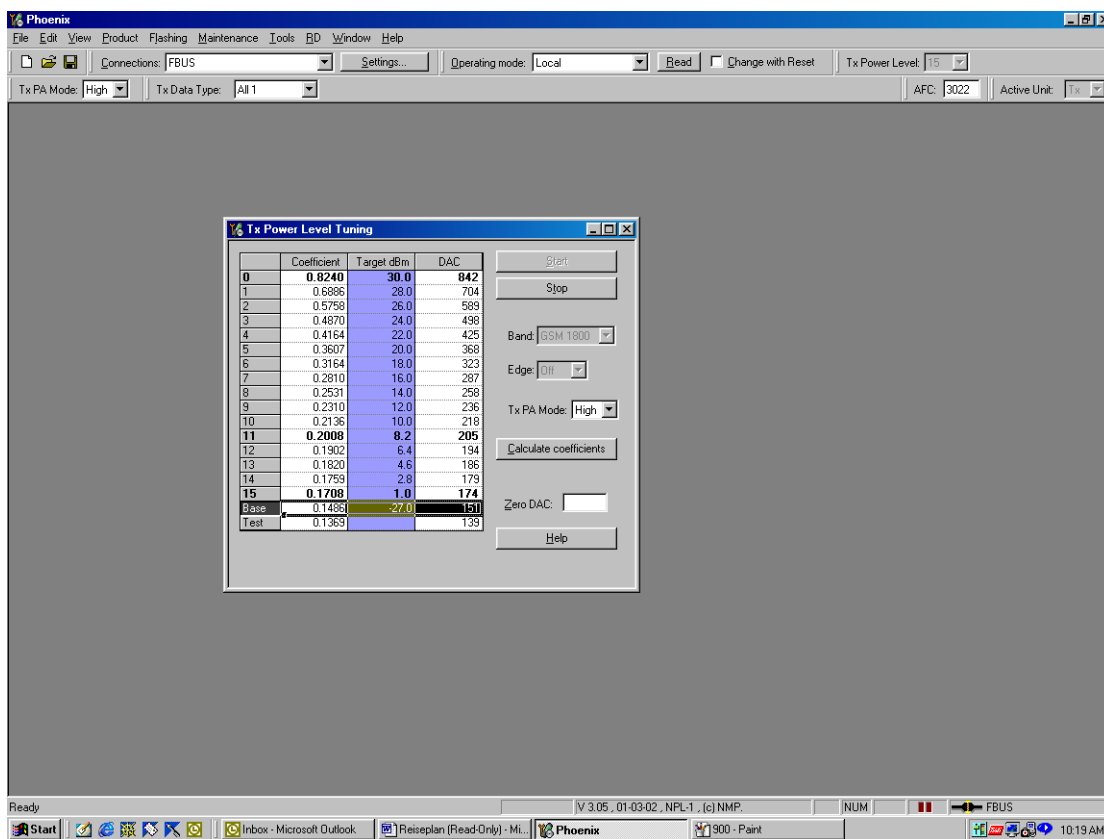 Phoenix
File Edit View Product Flashing Maintenance Tools RD Window Help
Connections: FBUS Settings... Operating mode: Local Read Change with Reset Tx Power Level: 15
Tx PA Mode: High Tx Data Type: All 1 AFC: 3022 Active Unit: Tx
Tx Power Level Tuning
Coefficient Target dBm DAC
0 0.8240 30.0 842
1 0.6886 28.0 704
2 0.5758 26.0 589
3 0.4870 24.0 498
4 0.4164 22.0 425
5 0.3607 20.0 368
6 0.3164 18.0 323
7 0.2810 16.0 287
8 0.2531 14.0 258
9 0.2310 12.0 236
10 0.2136 10.0 218
11 0.2008 8.2 205
12 0.1902 6.4 194
13 0.1820 4.6 186
14 0.1759 2.8 179
15 0.1708 1.0 174
Base 0.1486 -27.0 151
Test 0.1369 139
Start
Stop
Band: GSM 1800
Edge: Off
Tx PA Mode: High
Calculate coefficients
Zero DAC:
Help
Ready V 3.05 , 01-03-02 , NPL-1 , (c) NMP. NUM FBUS
Start Inbox - Microsoft Outlook Reiseplan (Read-Only) - Mi... Phoenix 900 - Paint 10:19 AM